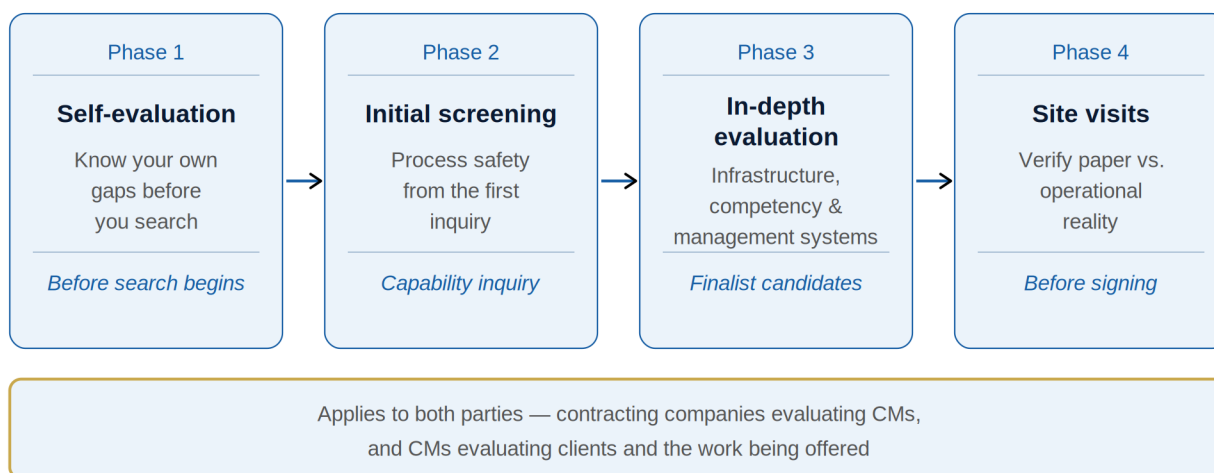 Phase 1
Self-evaluation
Know your own
gaps before
you search
Before search begins
Phase 2
Initial screening
Process safety
from the first
inquiry
Capability inquiry
Phase 3
In-depth
evaluation
Infrastructure,
competency &
management systems
Finalist candidates
Phase 4
Site visits
Verify paper vs.
operational
reality
Before signing
Applies to both parties — contracting companies evaluating CMs,
and CMs evaluating clients and the work being offered